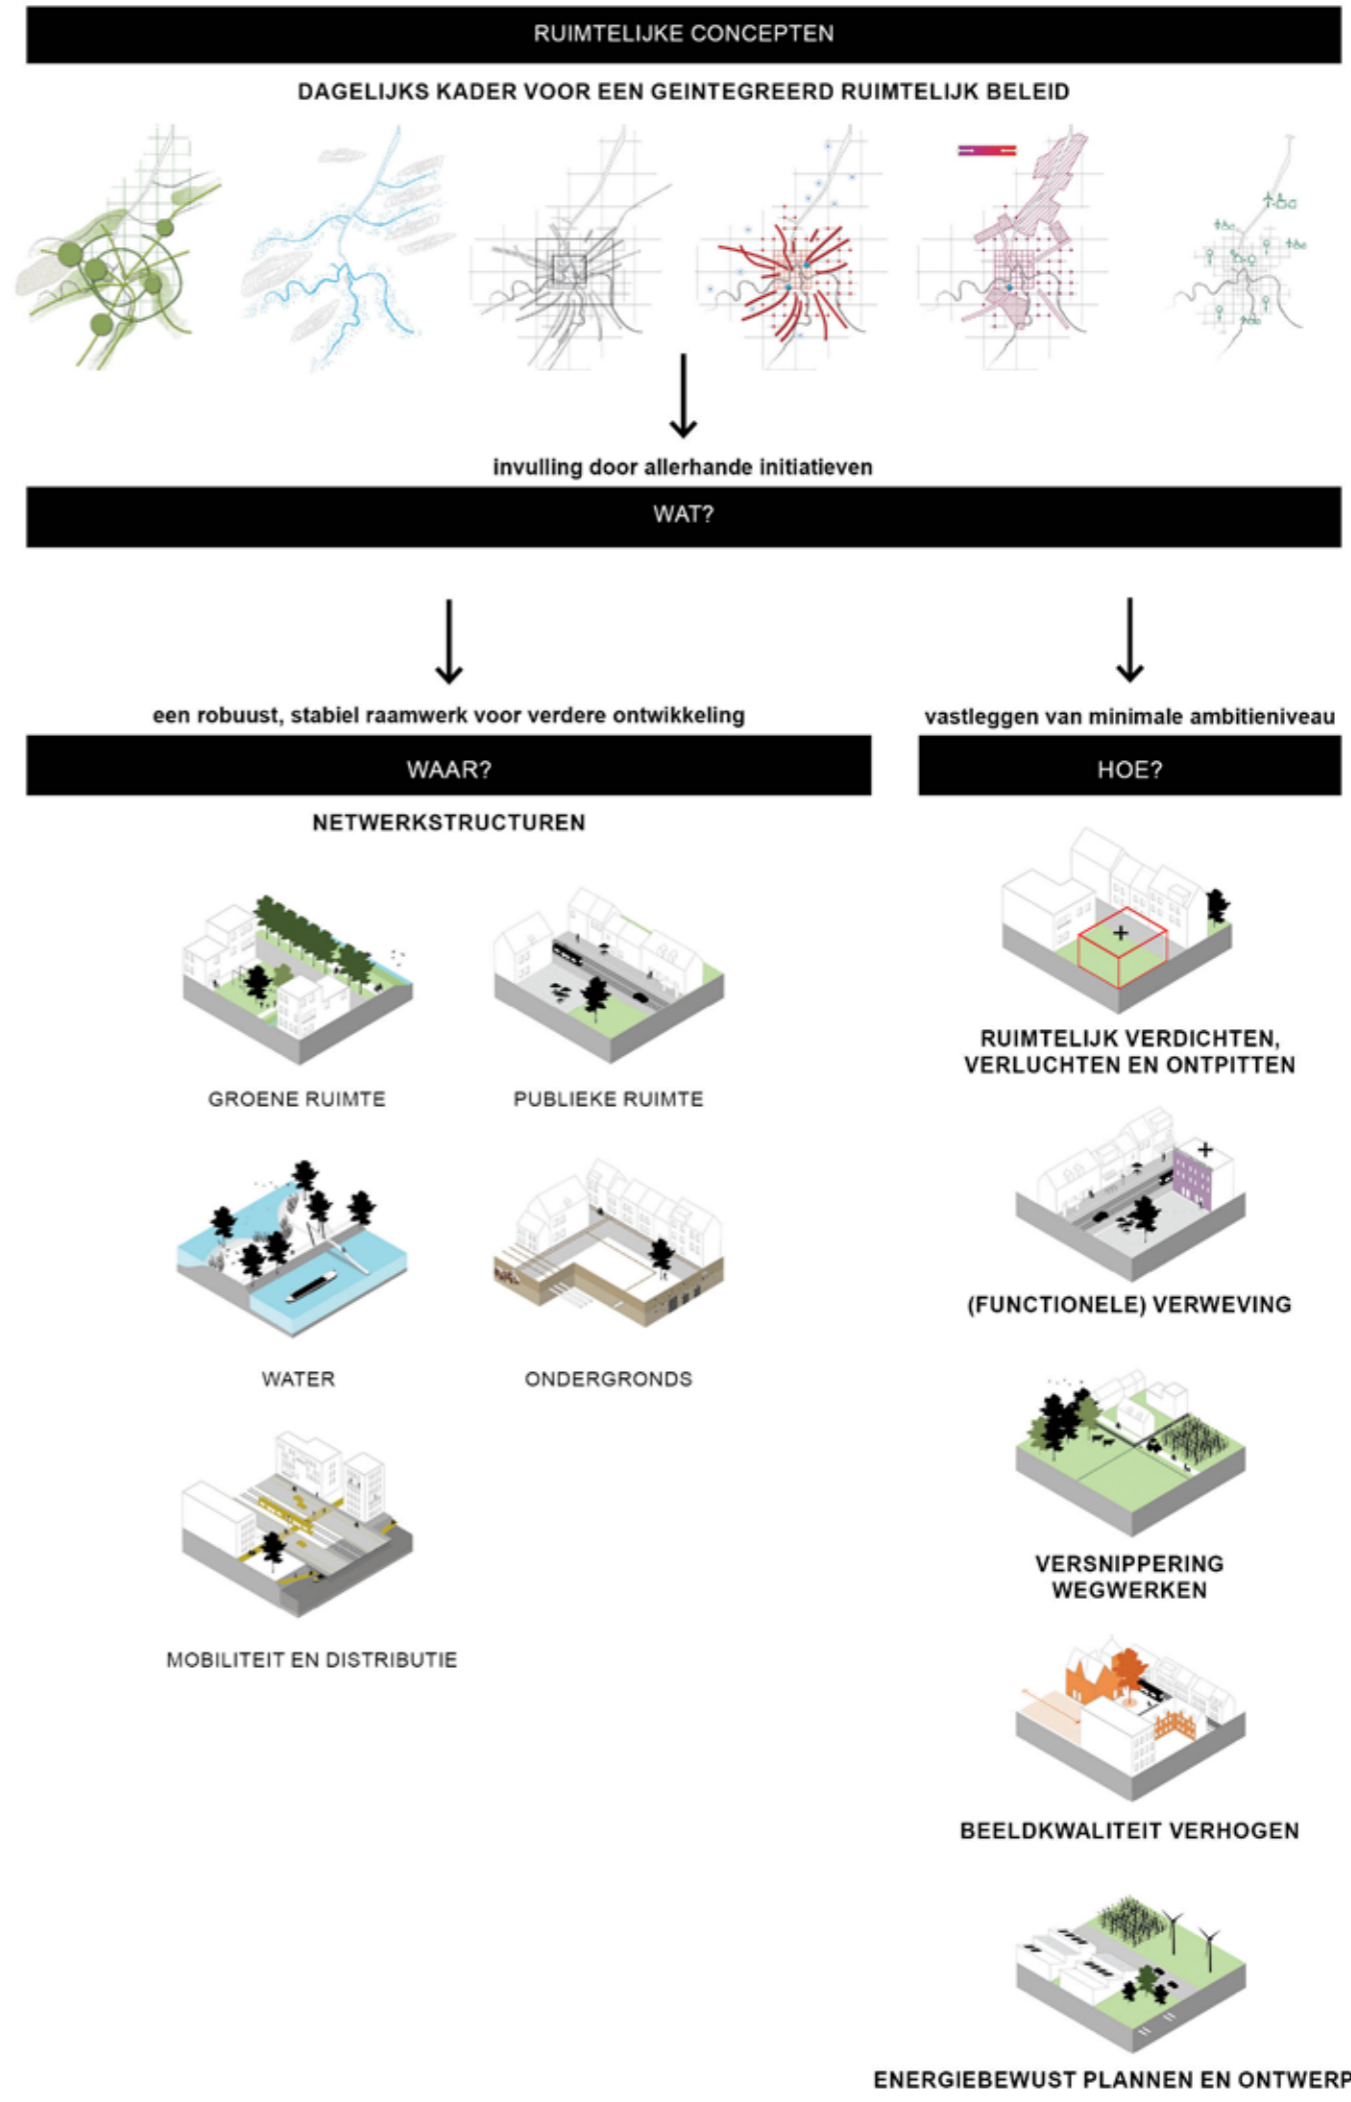 RUIMTELIJKE CONCEPTEN
DAGELIJKS KADER VOOR EEN GEINTEGREERD RUIMTELIJK BELEID
invulling door allerhande initiatieven
WAT?
een robuust, stabiel raamwerk voor verdere ontwikkeling
WAAR?
NETWERKSTRUCTUREN
GROENE RUIMTE
PUBLIEKE RUIMTE
WATER
ONDERGRONDS
MOBILITEIT EN DISTRIBUTIE
vastleggen van minimale ambitieniveau
HOE?
RUIMTELIJK VERDICHTEN,
VERLUCHTEN EN ONTPITTEN
(FUNCTIONELE) VERWEVING
VERSNIPPERING
WEGWERKEN
BEELDKWALITEIT VERHOGEN
ENERGIEBEWUST PLANNEN EN ONTWERP